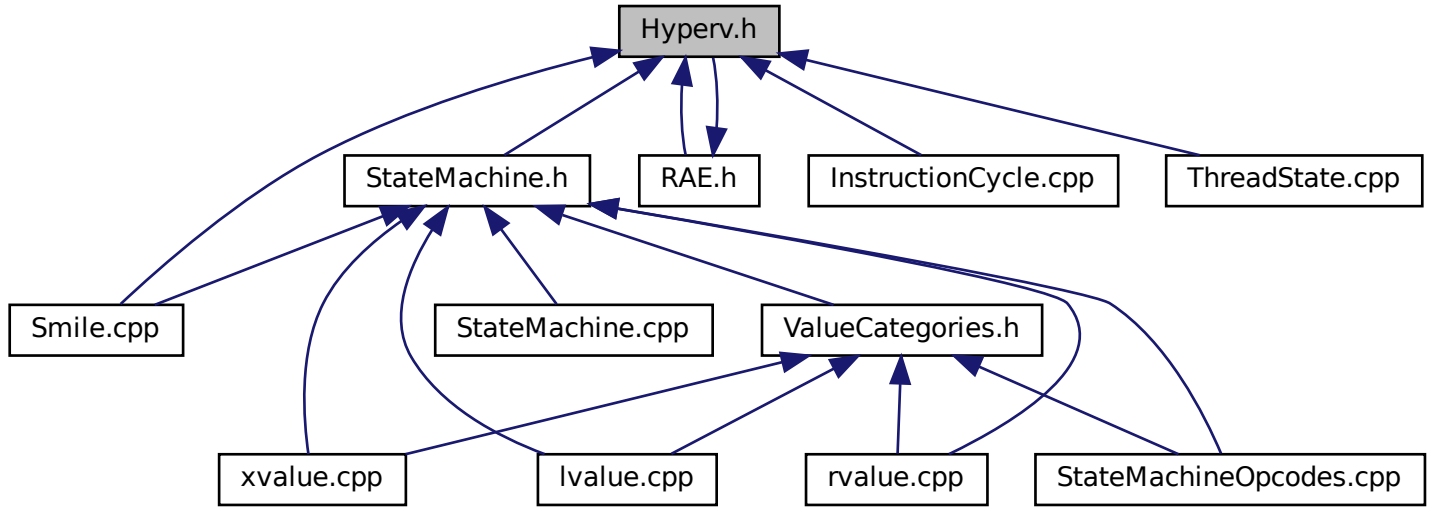 Hyperv.h
StateMachine.h
RAE.h
InstructionCycle.cpp
ThreadState.cpp
Smile.cpp
StateMachine.cpp
ValueCategories.h
xvalue.cpp
lvalue.cpp
rvalue.cpp
StateMachineOpcodes.cpp